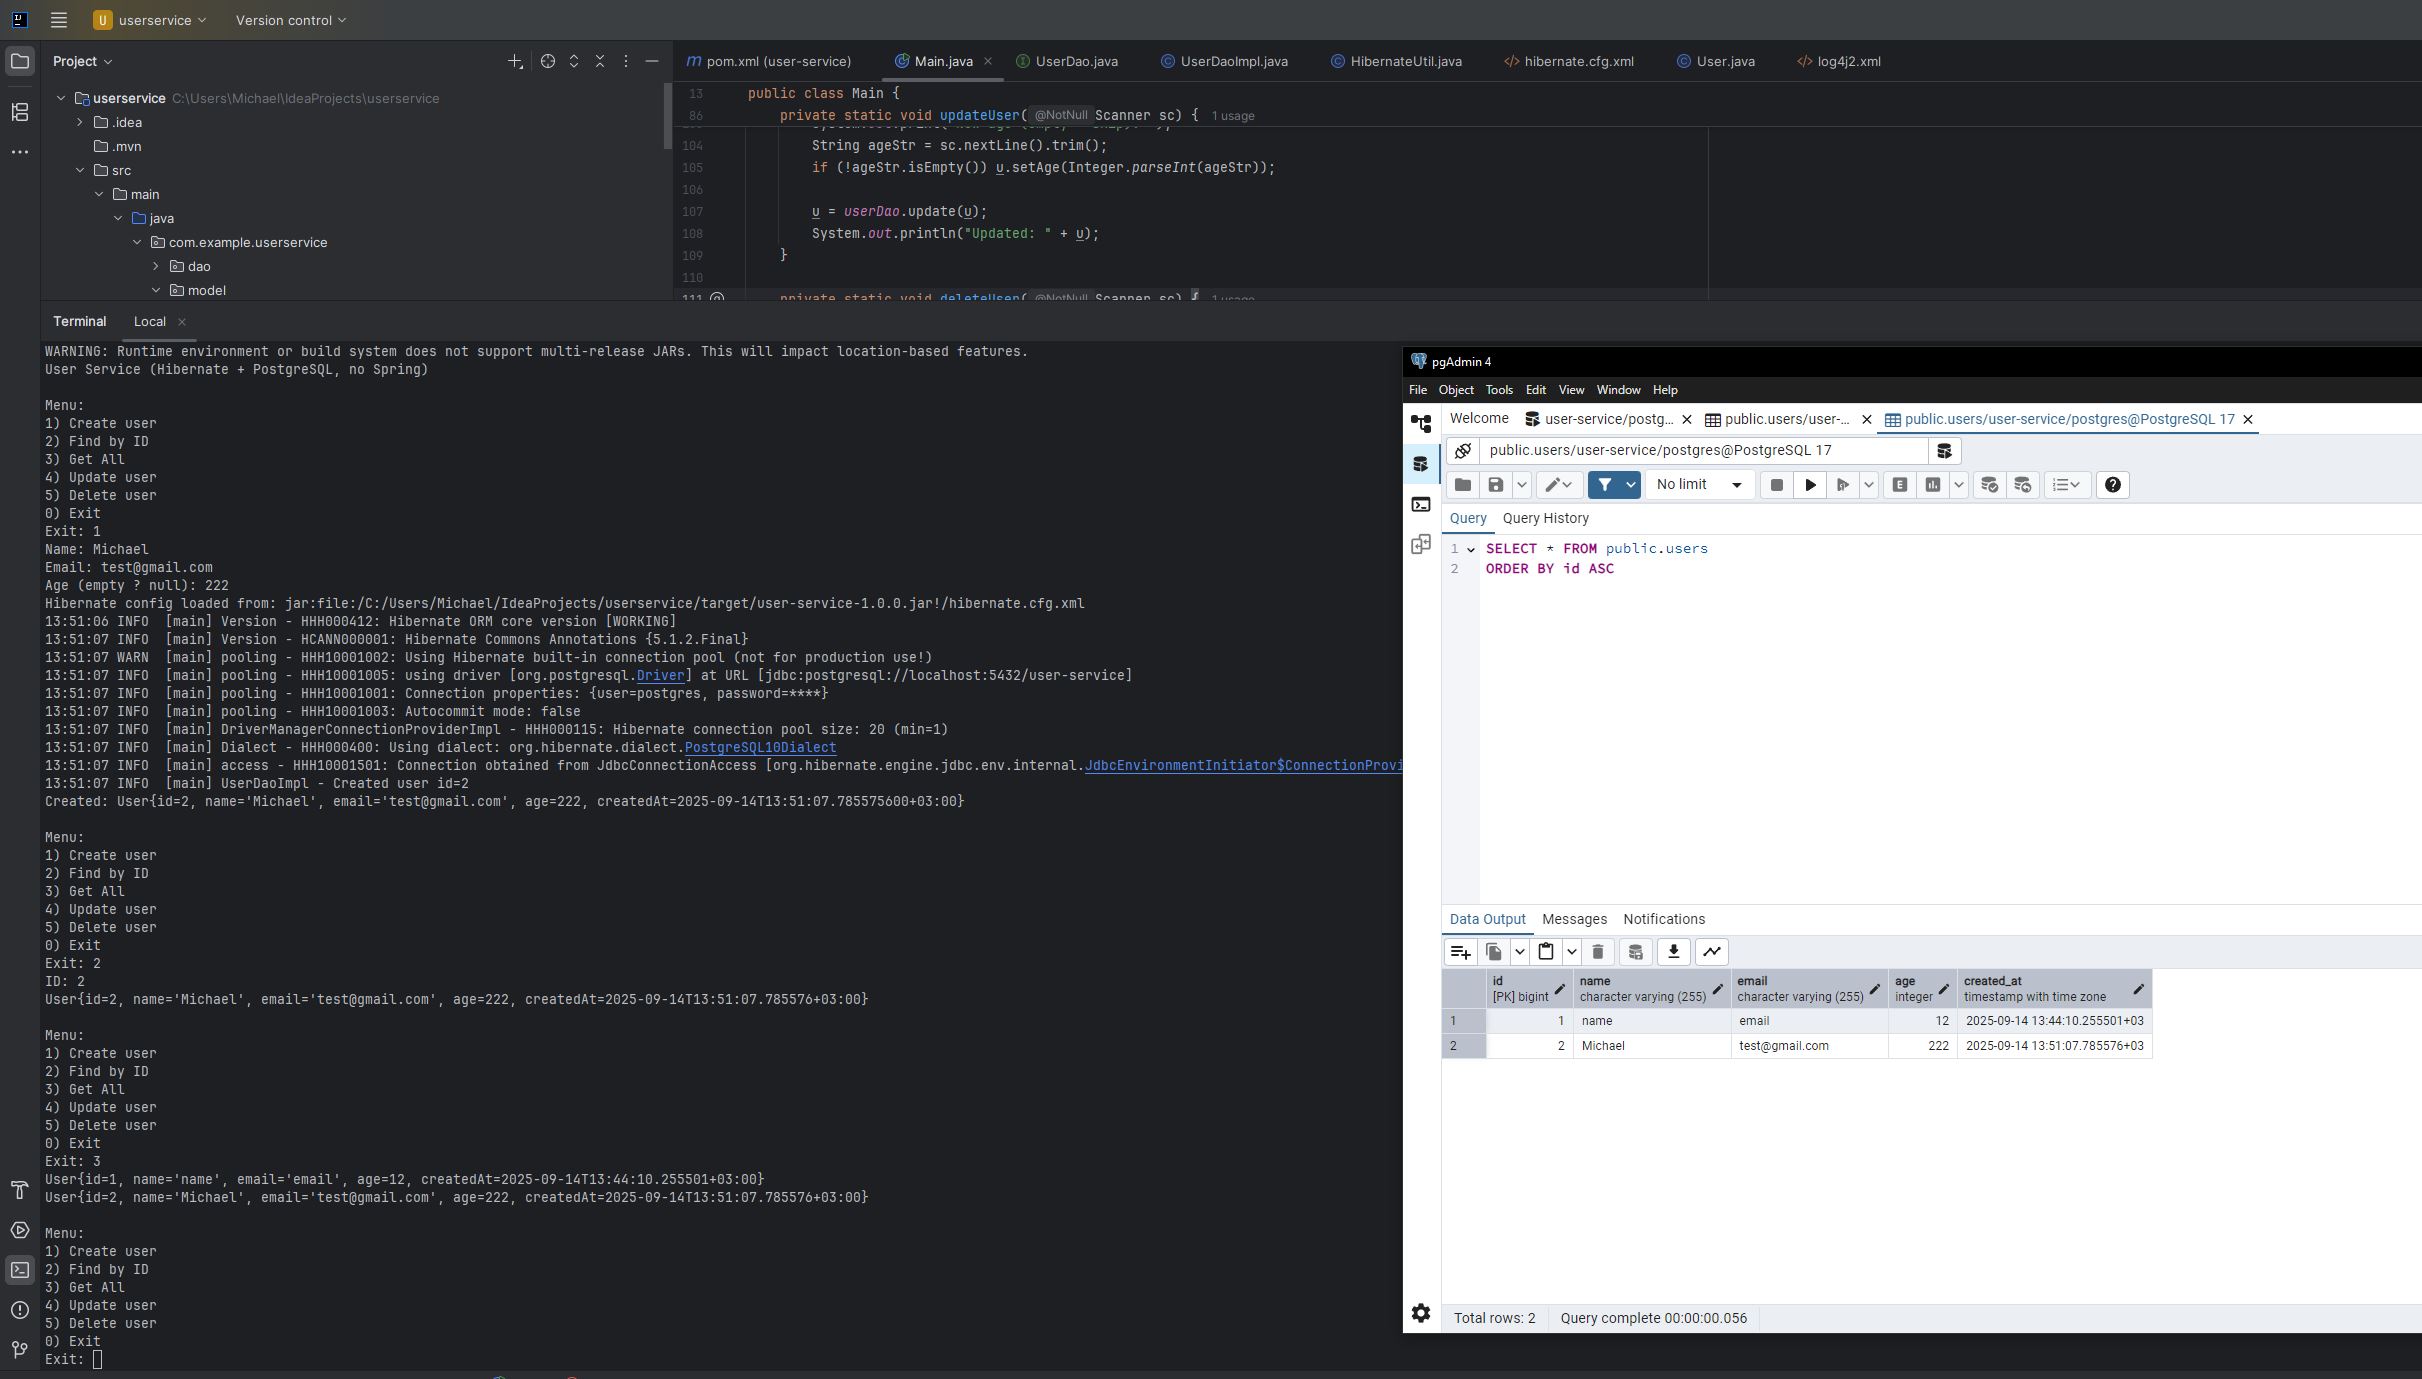 U userservice Version control
Project
userservice C:\Users\Michael\IdeaProjects\userservice
.idea
.mvn
src
main
java
com.example.userservice
dao
model
pom.xml (user-service) Main.java UserDao.java UserDaoImpl.java HibernateUtil.java hibernate.cfg.xml User.java log4j2.xml
13 public class Main {
86 private static void updateUser( @NotNull Scanner sc) { 1 usage
104 String ageStr = sc.nextLine().trim();
105 if (!ageStr.isEmpty()) u.setAge(Integer.parseInt(ageStr));
106
107 u = userDao.update(u);
108 System.out.println("Updated: " + u);
109 }
110
111 private static void deleteUser( @NotNull Scanner sc) { 1 usage
Terminal Local
WARNING: Runtime environment or build system does not support multi-release JARs. This will impact location-based features.
User Service (Hibernate + PostgreSQL, no Spring)
Menu:
1) Create user
2) Find by ID
3) Get All
4) Update user
5) Delete user
0) Exit
Exit: 1
Name: Michael
Email: test@gmail.com
Age (empty ? null): 222
Hibernate config loaded from: jar:file:/C:/Users/Michael/IdeaProjects/userservice/target/user-service-1.0.0.jar!/hibernate.cfg.xml
13:51:06 INFO  [main] Version - HHH000412: Hibernate ORM core version [WORKING]
13:51:07 INFO  [main] Version - HCANN000001: Hibernate Commons Annotations {5.1.2.Final}
13:51:07 WARN  [main] pooling - HHH10001002: Using Hibernate built-in connection pool (not for production use!)
13:51:07 INFO  [main] pooling - HHH10001005: using driver [org.postgresql.Driver] at URL [jdbc:postgresql://localhost:5432/user-service]
13:51:07 INFO  [main] pooling - HHH10001001: Connection properties: {user=postgres, password=****}
13:51:07 INFO  [main] pooling - HHH10001003: Autocommit mode: false
13:51:07 INFO  [main] DriverManagerConnectionProviderImpl - HHH000115: Hibernate connection pool size: 20 (min=1)
13:51:07 INFO  [main] Dialect - HHH000400: Using dialect: org.hibernate.dialect.PostgreSQL10Dialect
13:51:07 INFO  [main] access - HHH10001501: Connection obtained from JdbcConnectionAccess [org.hibernate.engine.jdbc.env.internal.JdbcEnvironmentInitiator$ConnectionProvi
13:51:07 INFO  [main] UserDaoImpl - Created user id=2
Created: User{id=2, name='Michael', email='test@gmail.com', age=222, createdAt=2025-09-14T13:51:07.785575600+03:00}
Menu:
1) Create user
2) Find by ID
3) Get All
4) Update user
5) Delete user
0) Exit
Exit: 2
ID: 2
User{id=2, name='Michael', email='test@gmail.com', age=222, createdAt=2025-09-14T13:51:07.785576+03:00}
Menu:
1) Create user
2) Find by ID
3) Get All
4) Update user
5) Delete user
0) Exit
Exit: 3
User{id=1, name='name', email='email', age=12, createdAt=2025-09-14T13:44:10.255501+03:00}
User{id=2, name='Michael', email='test@gmail.com', age=222, createdAt=2025-09-14T13:51:07.785576+03:00}
Menu:
1) Create user
2) Find by ID
3) Get All
4) Update user
5) Delete user
0) Exit
Exit:
pgAdmin 4
File Object Tools Edit View Window Help
Welcome user-service/postg... public.users/user-... public.users/user-service/postgres@PostgreSQL 17
public.users/user-service/postgres@PostgreSQL 17
No limit
Query Query History
1 SELECT * FROM public.users
2 ORDER BY id ASC
Data Output Messages Notifications
id name email age created_at
[PK] bigint character varying (255) character varying (255) integer timestamp with time zone
1 1 name email 12 2025-09-14 13:44:10.255501+03
2 2 Michael test@gmail.com 222 2025-09-14 13:51:07.785576+03
Total rows: 2 Query complete 00:00:00.056